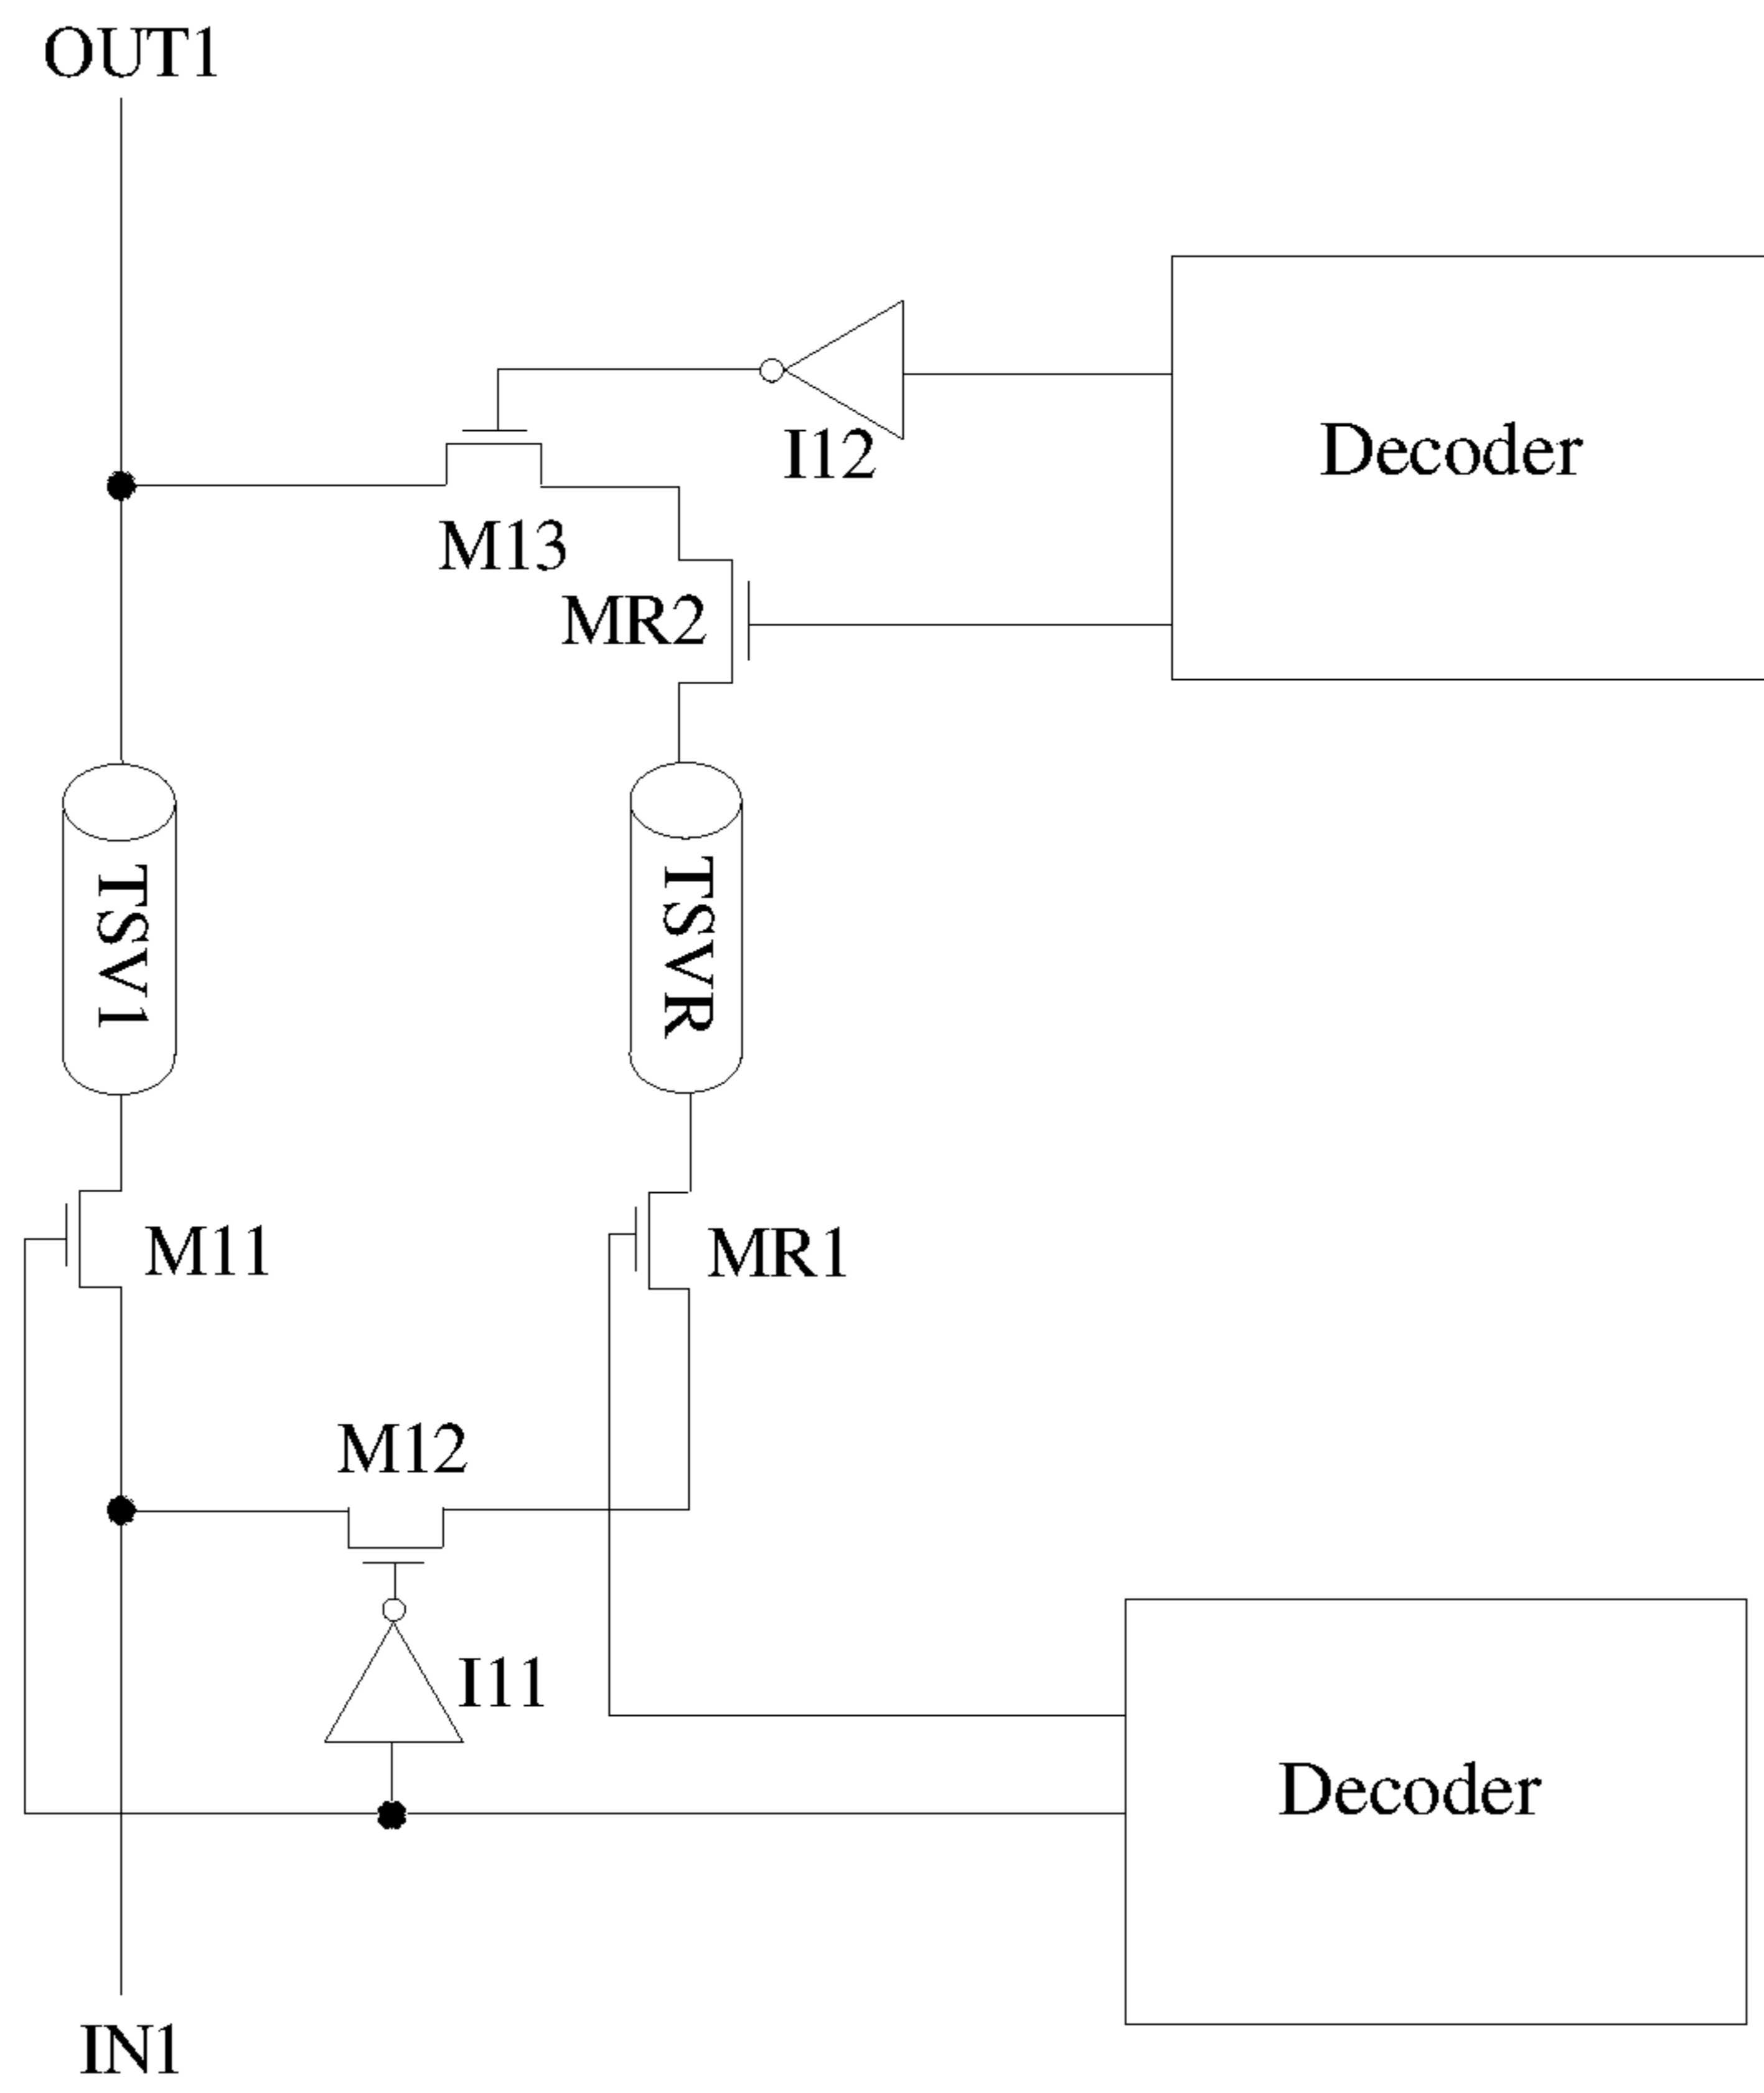 OUT1
I12
Decoder
M13
MR2
TSV1
TSVR
M11
MR1
M12
I11
Decoder
IN1